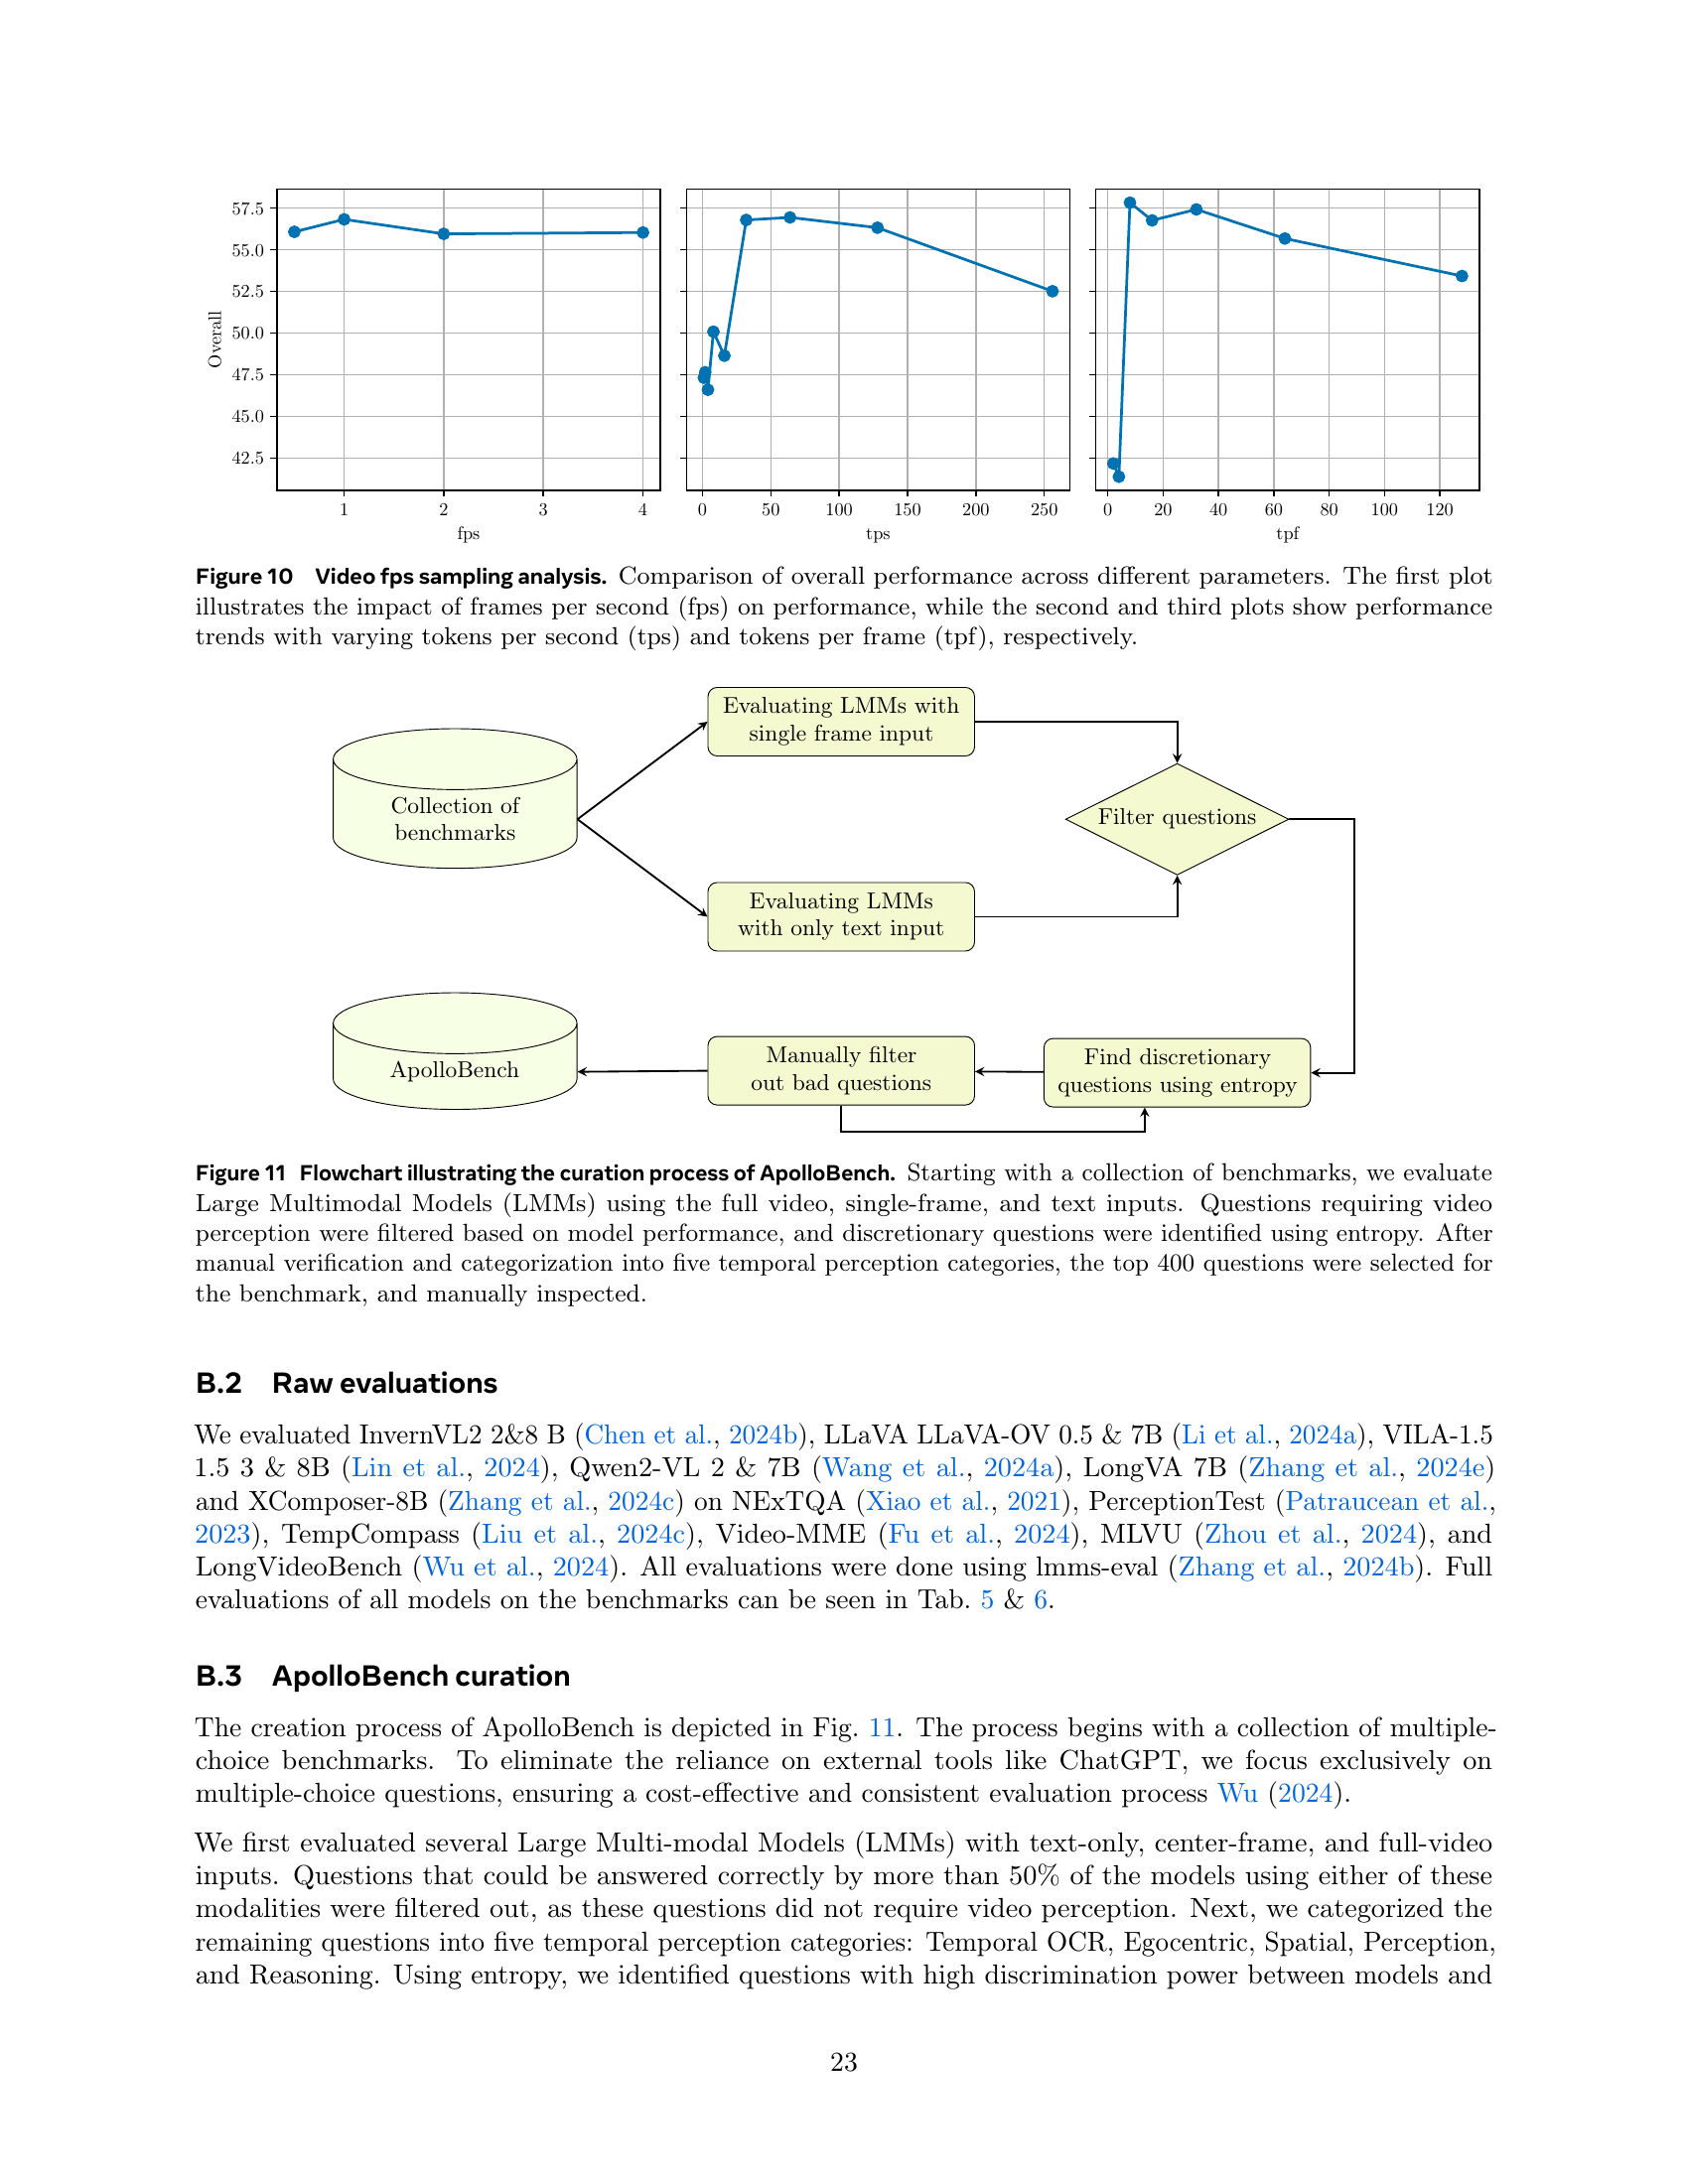 57.5
55.0
52.5
50.0
47.5
45.0
42.5
Overall
1 2 3 4
fps
0 50 100 150 200 250
tps
0 20 40 60 80 100 120
tpf
Figure 10 Video fps sampling analysis. Comparison of overall performance across different parameters. The first plot
illustrates the impact of frames per second (fps) on performance, while the second and third plots show performance
trends with varying tokens per second (tps) and tokens per frame (tpf), respectively.
Collection of
benchmarks
Evaluating LMMs with
single frame input
Evaluating LMMs
with only text input
Filter questions
Find discretionary
questions using entropy
Manually filter
out bad questions
ApolloBench
Figure 11 Flowchart illustrating the curation process of ApolloBench. Starting with a collection of benchmarks, we evaluate
Large Multimodal Models (LMMs) using the full video, single-frame, and text inputs. Questions requiring video
perception were filtered based on model performance, and discretionary questions were identified using entropy. After
manual verification and categorization into five temporal perception categories, the top 400 questions were selected for
the benchmark, and manually inspected.
B.2 Raw evaluations
We evaluated InvernVL2 2&8 B (Chen et al., 2024b), LLaVA LLaVA-OV 0.5 & 7B (Li et al., 2024a), VILA-1.5
1.5 3 & 8B (Lin et al., 2024), Qwen2-VL 2 & 7B (Wang et al., 2024a), LongVA 7B (Zhang et al., 2024e)
and XComposer-8B (Zhang et al., 2024c) on NExTQA (Xiao et al., 2021), PerceptionTest (Patraucean et al.,
2023), TempCompass (Liu et al., 2024c), Video-MME (Fu et al., 2024), MLVU (Zhou et al., 2024), and
LongVideoBench (Wu et al., 2024). All evaluations were done using lmms-eval (Zhang et al., 2024b). Full
evaluations of all models on the benchmarks can be seen in Tab. 5 & 6.
B.3 ApolloBench curation
The creation process of ApolloBench is depicted in Fig. 11. The process begins with a collection of multiple-
choice benchmarks. To eliminate the reliance on external tools like ChatGPT, we focus exclusively on
multiple-choice questions, ensuring a cost-effective and consistent evaluation process Wu (2024).
We first evaluated several Large Multi-modal Models (LMMs) with text-only, center-frame, and full-video
inputs. Questions that could be answered correctly by more than 50% of the models using either of these
modalities were filtered out, as these questions did not require video perception. Next, we categorized the
remaining questions into five temporal perception categories: Temporal OCR, Egocentric, Spatial, Perception,
and Reasoning. Using entropy, we identified questions with high discrimination power between models and
23